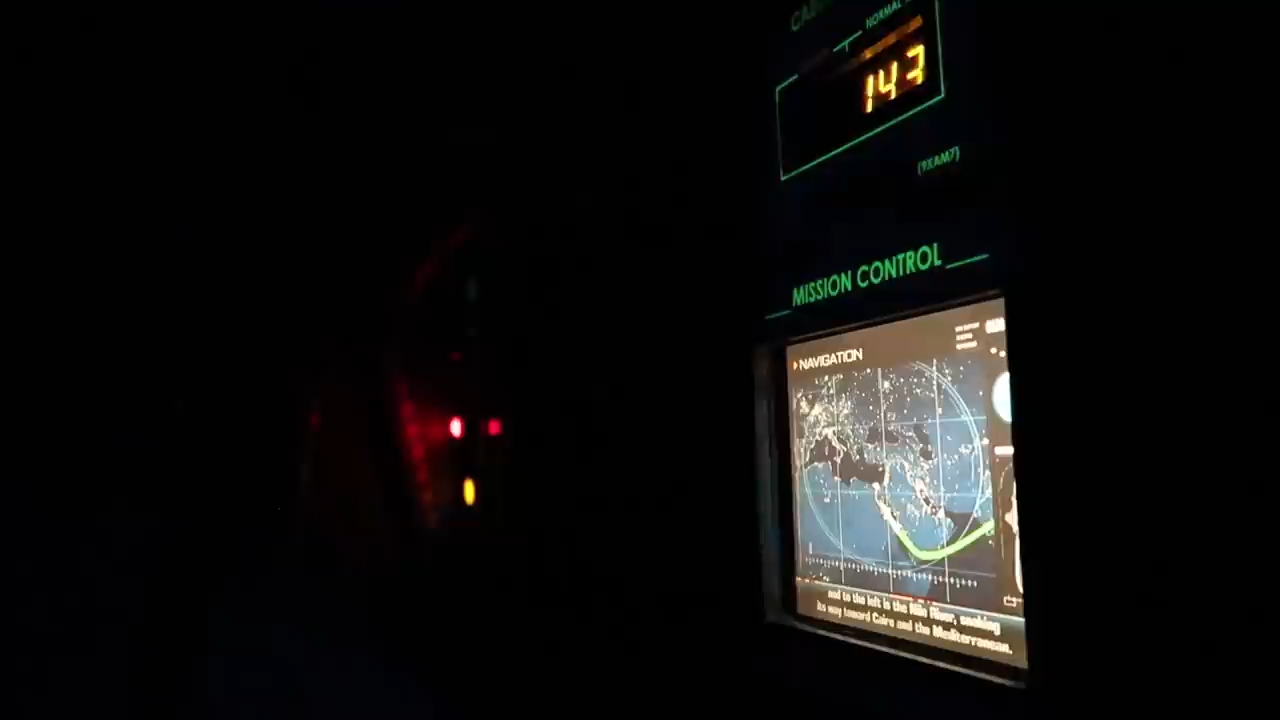 NORMAL
143
(9XAM7)
MISSION CONTROL
NAVIGATION
and to the left is the Nile River, snaking
its way toward Cairo and the Mediterranean.